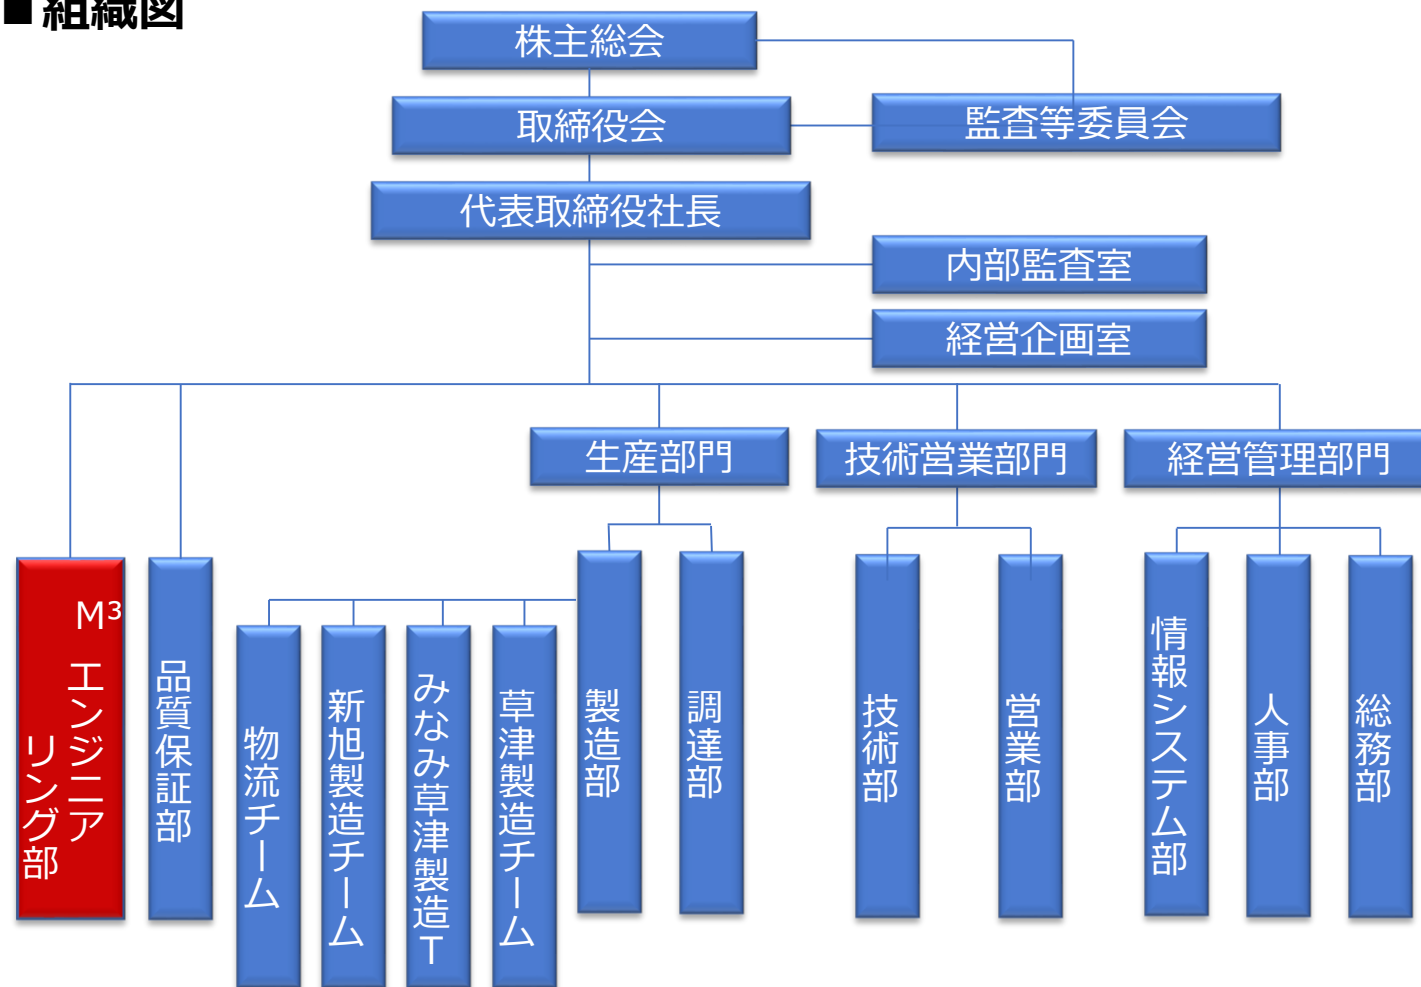 ■組織図
株主総会
取締役会
監査等委員会
代表取締役社長
内部監査室
経営企画室
生産部門
技術営業部門
経営管理部門
M³
エンジニア
リング部
品質保証部
物流チーム
新旭製造チーム
みなみ草津製造T
草津製造チーム
製造部
調達部
技術部
営業部
情報システム部
人事部
総務部